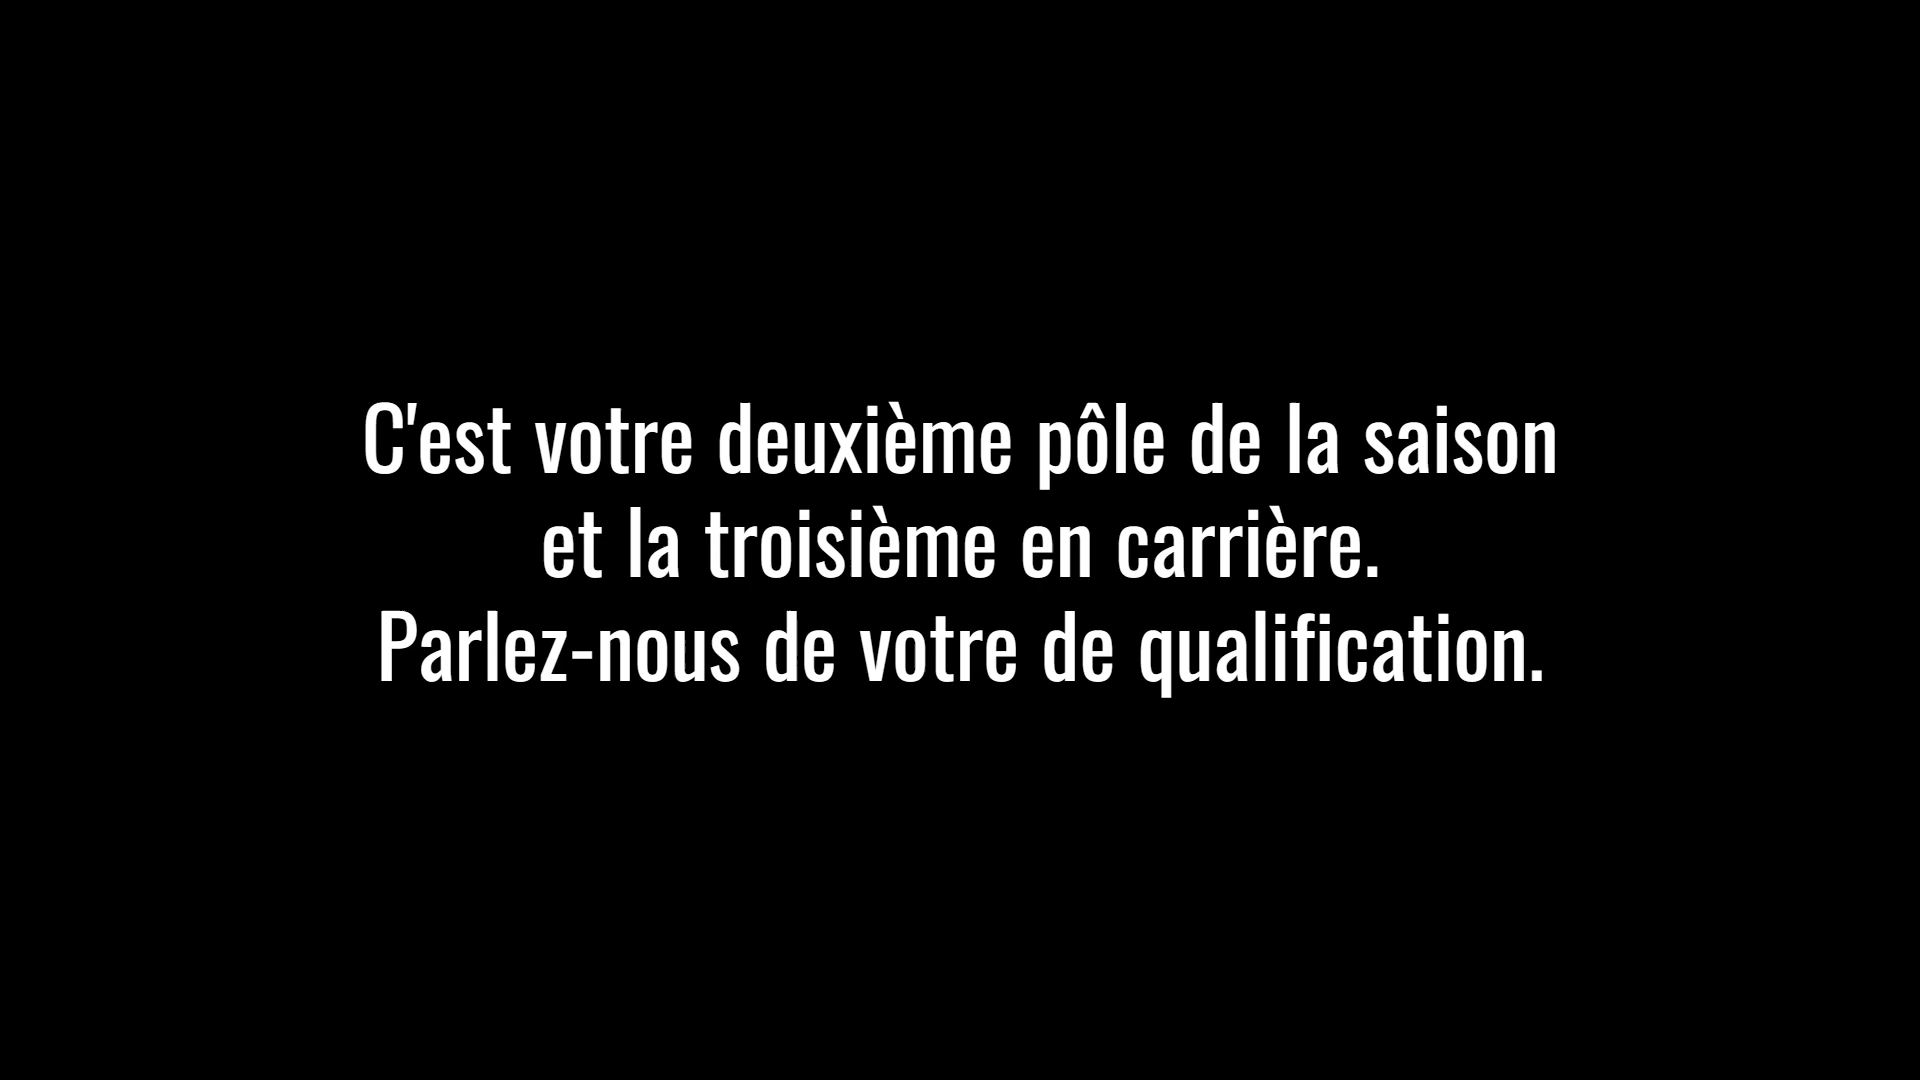 C'est votre deuxième pôle de la saison
et la troisième en carrière.
Parlez-nous de votre de qualification.